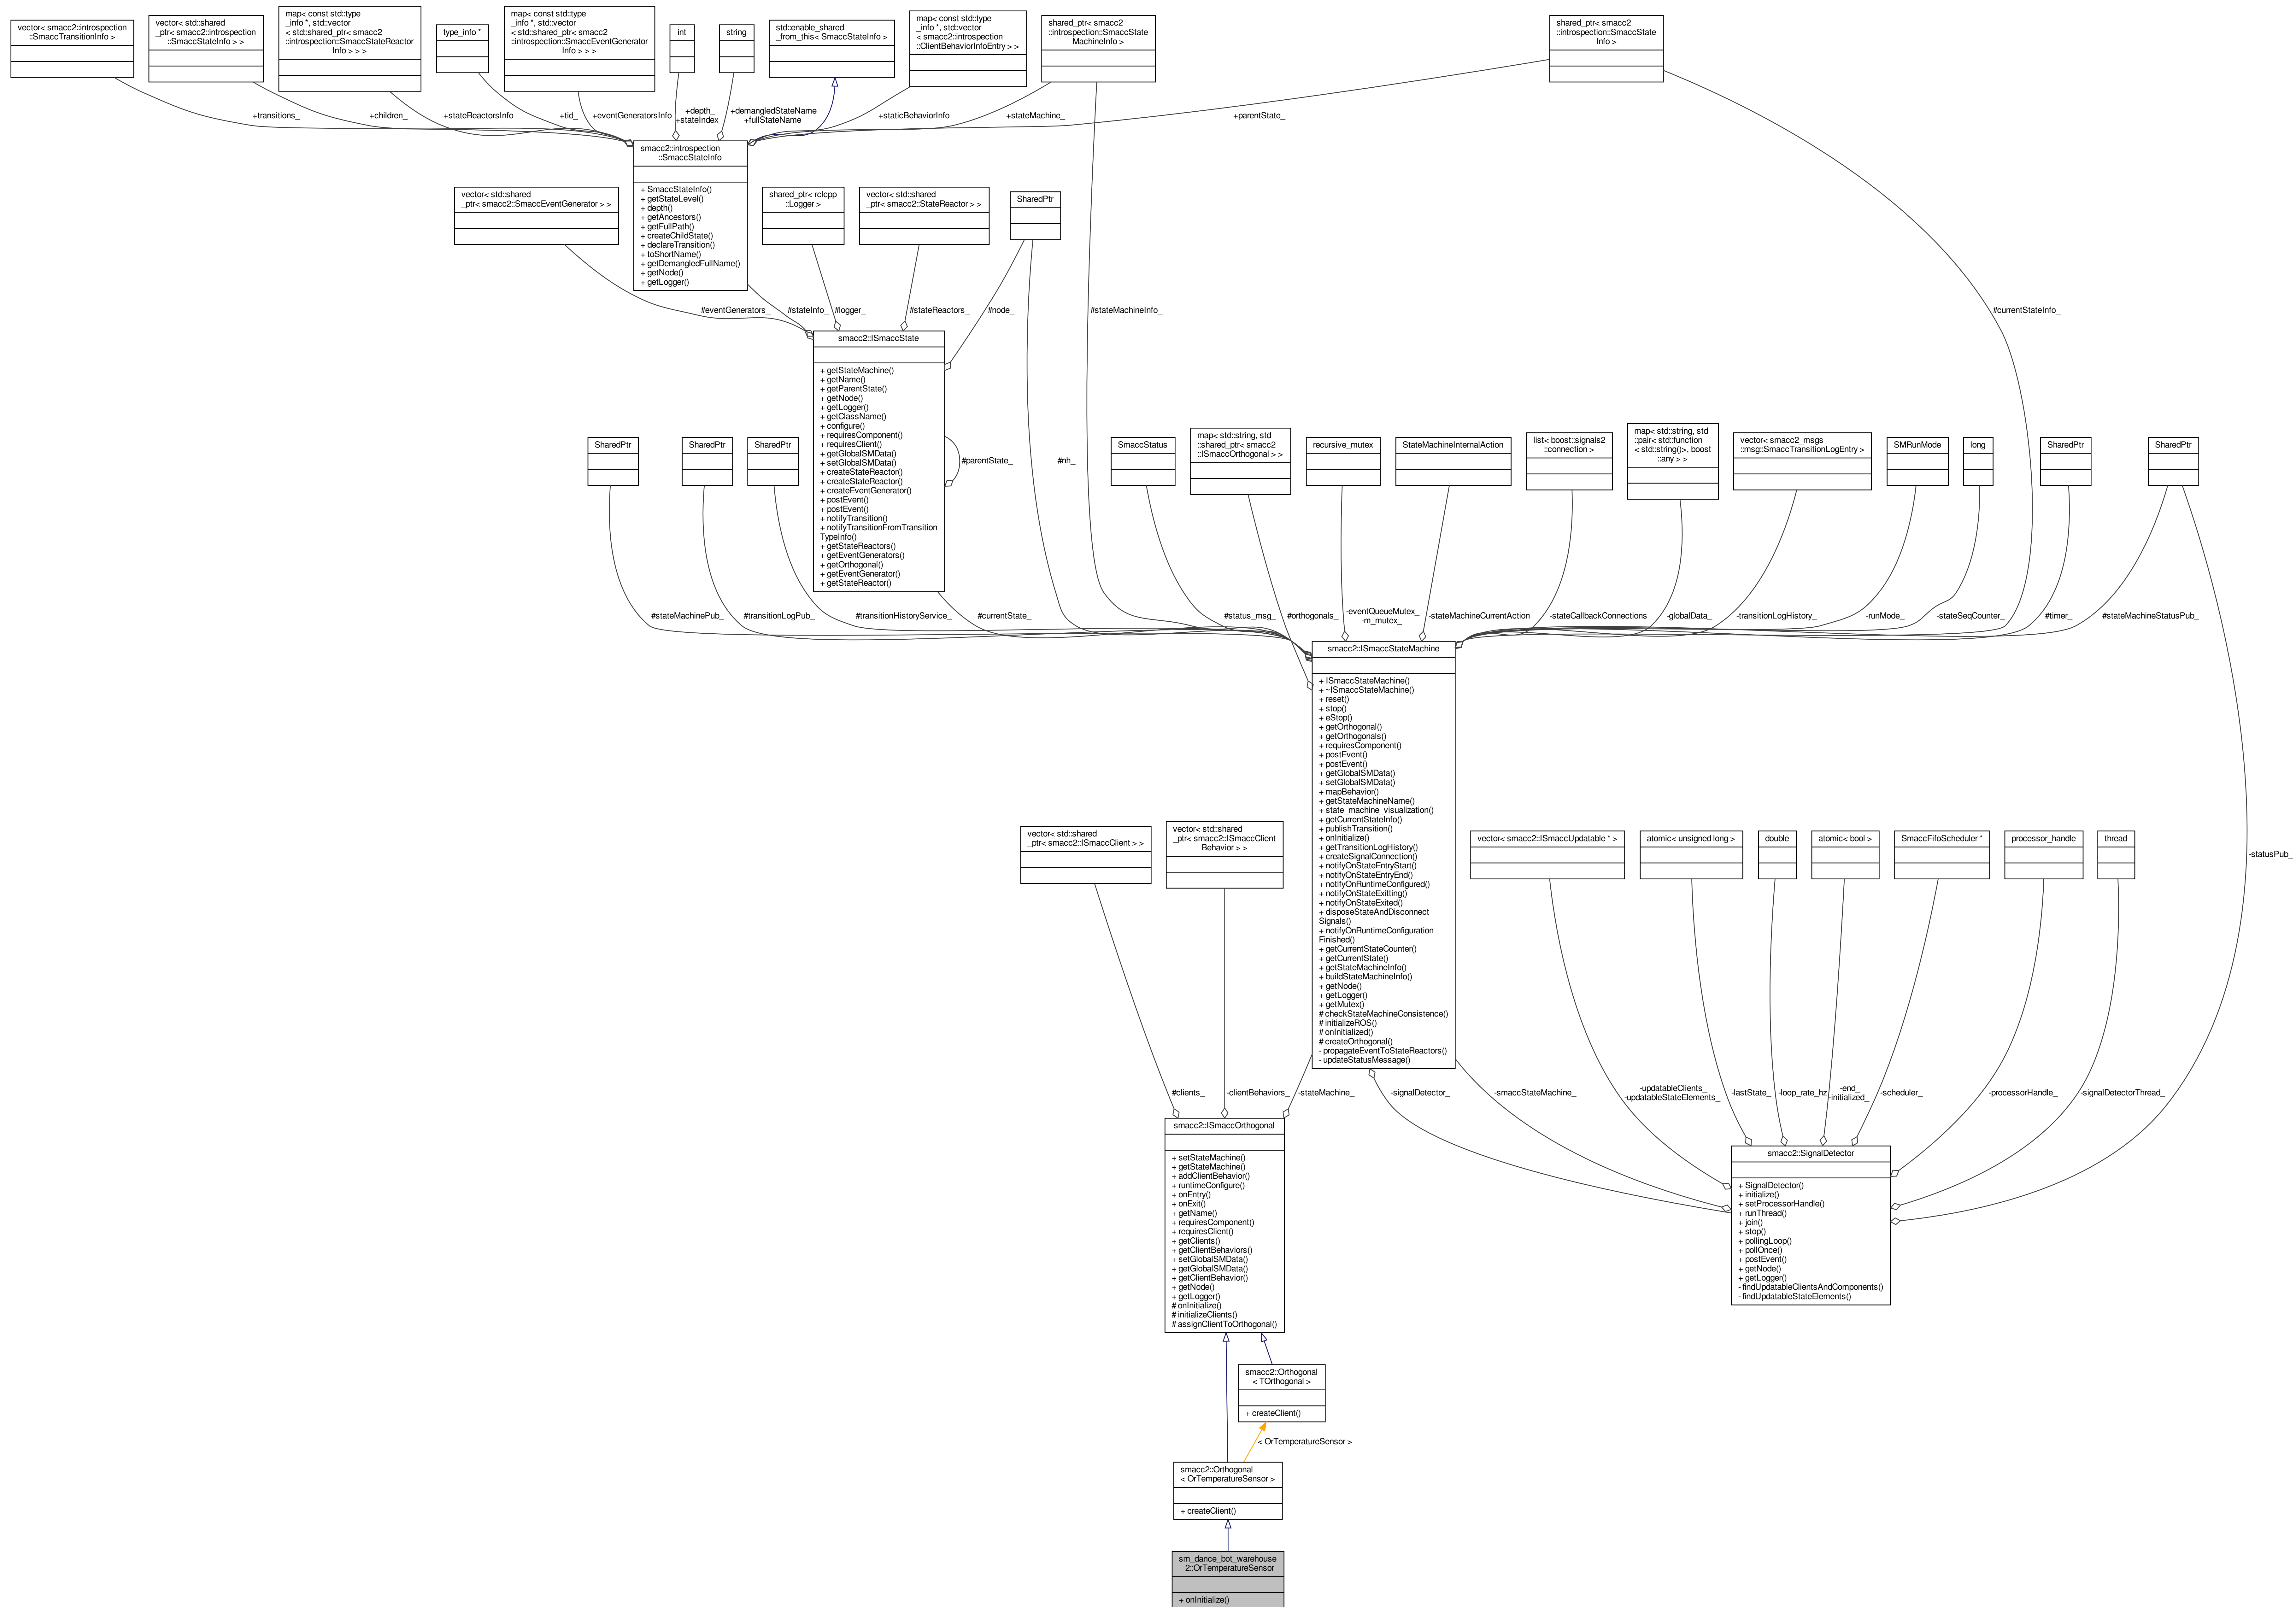 vector< smacc2::introspection
::SmaccTransitionInfo >
vector< std::shared
_ptr< smacc2::introspection
::SmaccStateInfo > >
map< const std::type
_info *, std::vector
< std::shared_ptr< smacc2
::introspection::SmaccStateReactor
Info > > >
type_info *
map< const std::type
_info *, std::vector
< std::shared_ptr< smacc2
::introspection::SmaccEventGenerator
Info > > >
int
string
std::enable_shared
_from_this< SmaccStateInfo >
map< const std::type
_info *, std::vector
< smacc2::introspection
::ClientBehaviorInfoEntry > >
shared_ptr< smacc2
::introspection::SmaccState
MachineInfo >
shared_ptr< smacc2
::introspection::SmaccState
Info >
+transitions_
+children_
+stateReactorsInfo
+tid_
+eventGeneratorsInfo
+depth_
+stateIndex_
+demangledStateName
+fullStateName
+staticBehaviorInfo
+stateMachine_
+parentState_
smacc2::introspection
::SmaccStateInfo
+ SmaccStateInfo()
+ getStateLevel()
+ depth()
+ getAncestors()
+ getFullPath()
+ createChildState()
+ declareTransition()
+ toShortName()
+ getDemangledFullName()
+ getNode()
+ getLogger()
vector< std::shared
_ptr< smacc2::SmaccEventGenerator > >
shared_ptr< rclcpp
::Logger >
vector< std::shared
_ptr< smacc2::StateReactor > >
SharedPtr
#eventGenerators_
#stateInfo_
#logger_
#stateReactors_
#node_
#stateMachineInfo_
#currentStateInfo_
smacc2::ISmaccState
+ getStateMachine()
+ getName()
+ getParentState()
+ getNode()
+ getLogger()
+ getClassName()
+ configure()
+ requiresComponent()
+ requiresClient()
+ getGlobalSMData()
+ setGlobalSMData()
+ createStateReactor()
+ createStateReactor()
+ createEventGenerator()
+ postEvent()
+ postEvent()
+ notifyTransition()
+ notifyTransitionFromTransition
TypeInfo()
+ getStateReactors()
+ getEventGenerators()
+ getOrthogonal()
+ getEventGenerator()
+ getStateReactor()
#parentState_
#nh_
SharedPtr
SharedPtr
SharedPtr
SmaccStatus
map< std::string, std
::shared_ptr< smacc2
::ISmaccOrthogonal > >
recursive_mutex
StateMachineInternalAction
list< boost::signals2
::connection >
map< std::string, std
::pair< std::function
< std::string()>, boost
::any > >
vector< smacc2_msgs
::msg::SmaccTransitionLogEntry >
SMRunMode
long
SharedPtr
SharedPtr
#stateMachinePub_
#transitionLogPub_
#transitionHistoryService_
#currentState_
#status_msg_
#orthogonals_
-eventQueueMutex_
-m_mutex_
-stateMachineCurrentAction
-stateCallbackConnections
-globalData_
-transitionLogHistory_
-runMode_
-stateSeqCounter_
#timer_
#stateMachineStatusPub_
smacc2::ISmaccStateMachine
+ ISmaccStateMachine()
+ ~ISmaccStateMachine()
+ reset()
+ stop()
+ eStop()
+ getOrthogonal()
+ getOrthogonals()
+ requiresComponent()
+ postEvent()
+ postEvent()
+ getGlobalSMData()
+ setGlobalSMData()
+ mapBehavior()
+ getStateMachineName()
+ state_machine_visualization()
+ getCurrentStateInfo()
+ publishTransition()
+ onInitialize()
+ getTransitionLogHistory()
+ createSignalConnection()
+ notifyOnStateEntryStart()
+ notifyOnStateEntryEnd()
+ notifyOnRuntimeConfigured()
+ notifyOnStateExitting()
+ notifyOnStateExited()
+ disposeStateAndDisconnect
Signals()
+ notifyOnRuntimeConfiguration
Finished()
+ getCurrentStateCounter()
+ getCurrentState()
+ getStateMachineInfo()
+ buildStateMachineInfo()
+ getNode()
+ getLogger()
+ getMutex()
# checkStateMachineConsistence()
# initializeROS()
# onInitialized()
# createOrthogonal()
- propagateEventToStateReactors()
- updateStatusMessage()
vector< std::shared
_ptr< smacc2::ISmaccClient > >
vector< std::shared
_ptr< smacc2::ISmaccClient
Behavior > >
vector< smacc2::ISmaccUpdatable * >
atomic< unsigned long >
double
atomic< bool >
SmaccFifoScheduler *
processor_handle
thread
-statusPub_
#clients_
-clientBehaviors_
-stateMachine_
-signalDetector_
-smaccStateMachine_
-updatableClients_
-updatableStateElements_
-lastState_
-loop_rate_hz
-end_
-initialized_
-scheduler_
-processorHandle_
-signalDetectorThread_
smacc2::ISmaccOrthogonal
+ setStateMachine()
+ getStateMachine()
+ addClientBehavior()
+ runtimeConfigure()
+ onEntry()
+ onExit()
+ getName()
+ requiresComponent()
+ requiresClient()
+ getClients()
+ getClientBehaviors()
+ setGlobalSMData()
+ getGlobalSMData()
+ getClientBehavior()
+ getNode()
+ getLogger()
# onInitialize()
# initializeClients()
# assignClientToOrthogonal()
smacc2::SignalDetector
+ SignalDetector()
+ initialize()
+ setProcessorHandle()
+ runThread()
+ join()
+ stop()
+ pollingLoop()
+ pollOnce()
+ postEvent()
+ getNode()
+ getLogger()
- findUpdatableClientsAndComponents()
- findUpdatableStateElements()
smacc2::Orthogonal
< TOrthogonal >
+ createClient()
< OrTemperatureSensor >
smacc2::Orthogonal
< OrTemperatureSensor >
+ createClient()
sm_dance_bot_warehouse
_2::OrTemperatureSensor
+ onInitialize()